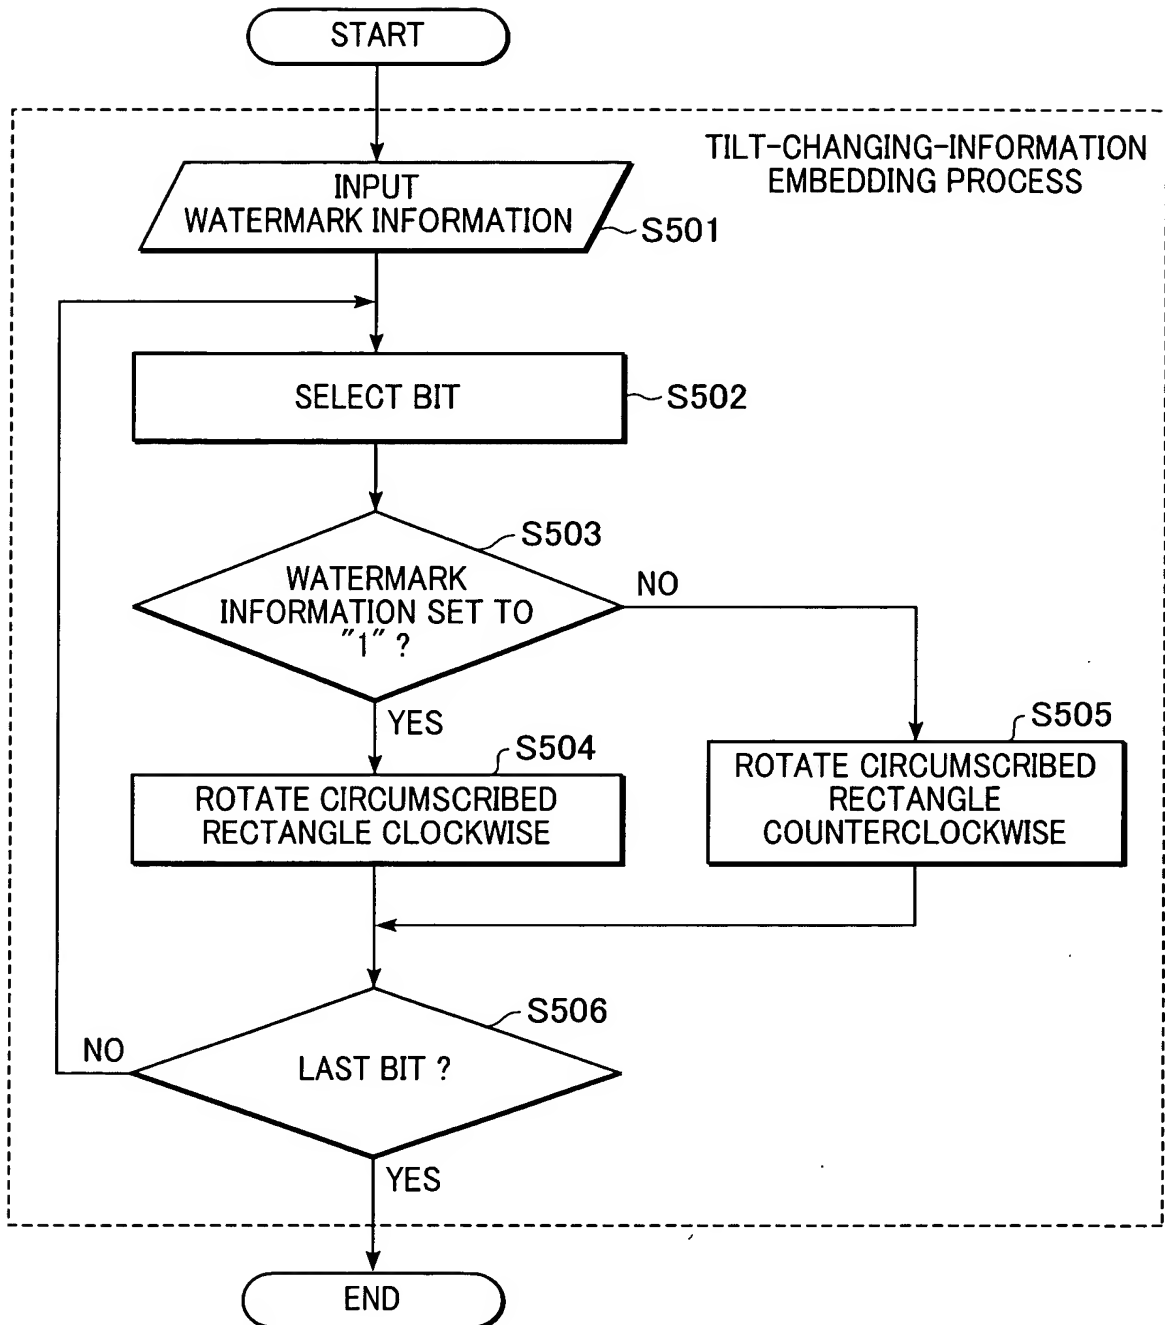 START
TILT-CHANGING-INFORMATION
EMBEDDING PROCESS
INPUT
WATERMARK INFORMATION
S501
SELECT BIT
S502
S503
WATERMARK
INFORMATION SET TO
"1" ?
NO
YES
S504
ROTATE CIRCUMSCRIBED
RECTANGLE CLOCKWISE
S505
ROTATE CIRCUMSCRIBED
RECTANGLE
COUNTERCLOCKWISE
S506
LAST BIT ?
NO
YES
END